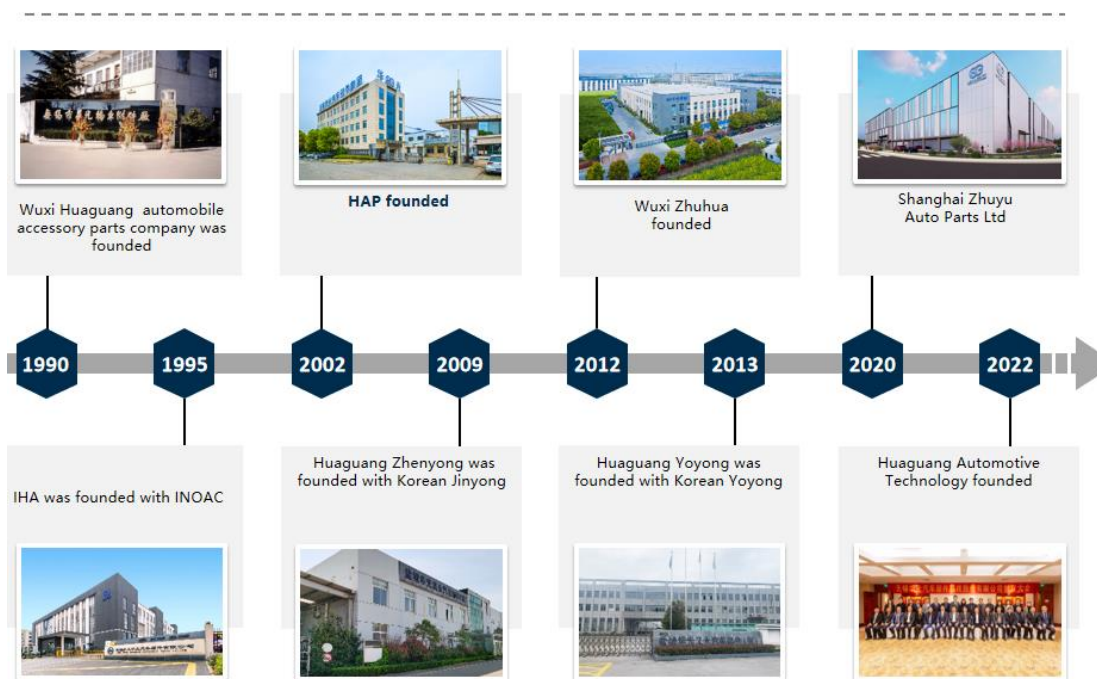 Wuxi Huaguang automobile
accessory parts company was
founded
HAP founded
Wuxi Zhuhua
founded
Shanghai Zhuyu
Auto Parts Ltd
1990
1995
2002
2009
2012
2013
2020
2022
IHA was founded with INOAC
Huaguang Zhenyong was
founded with Korean Jinyong
Huaguang Yoyong was
founded with Korean Yoyong
Huaguang Automotive
Technology founded